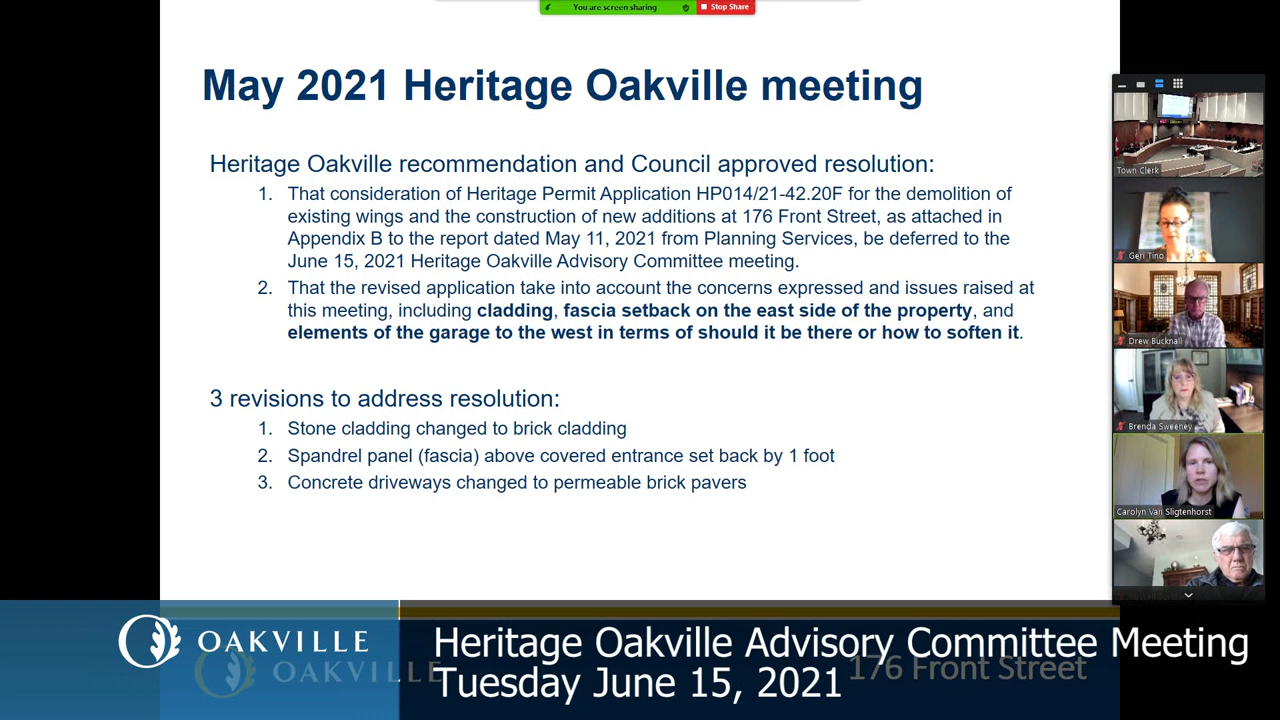 You are screen sharing
Stop Share
May 2021 Heritage Oakville meeting
Heritage Oakville recommendation and Council approved resolution:
1. That consideration of Heritage Permit Application HP014/21-42.20F for the demolition of
existing wings and the construction of new additions at 176 Front Street, as attached in
Appendix B to the report dated May 11, 2021 from Planning Services, be deferred to the
June 15, 2021 Heritage Oakville Advisory Committee meeting.
2. That the revised application take into account the concerns expressed and issues raised at
this meeting, including cladding, fascia setback on the east side of the property, and
elements of the garage to the west in terms of should it be there or how to soften it.
3 revisions to address resolution:
1. Stone cladding changed to brick cladding
2. Spandrel panel (fascia) above covered entrance set back by 1 foot
3. Concrete driveways changed to permeable brick pavers
Town Clerk
Geri Tino
Drew Bucknall
Brenda Sweeney
Carolyn Van Sligtenhorst
OAKVILLE
OAKVILLE
Heritage Oakville Advisory Committee Meeting
Tuesday June 15, 2021
176 Front Street